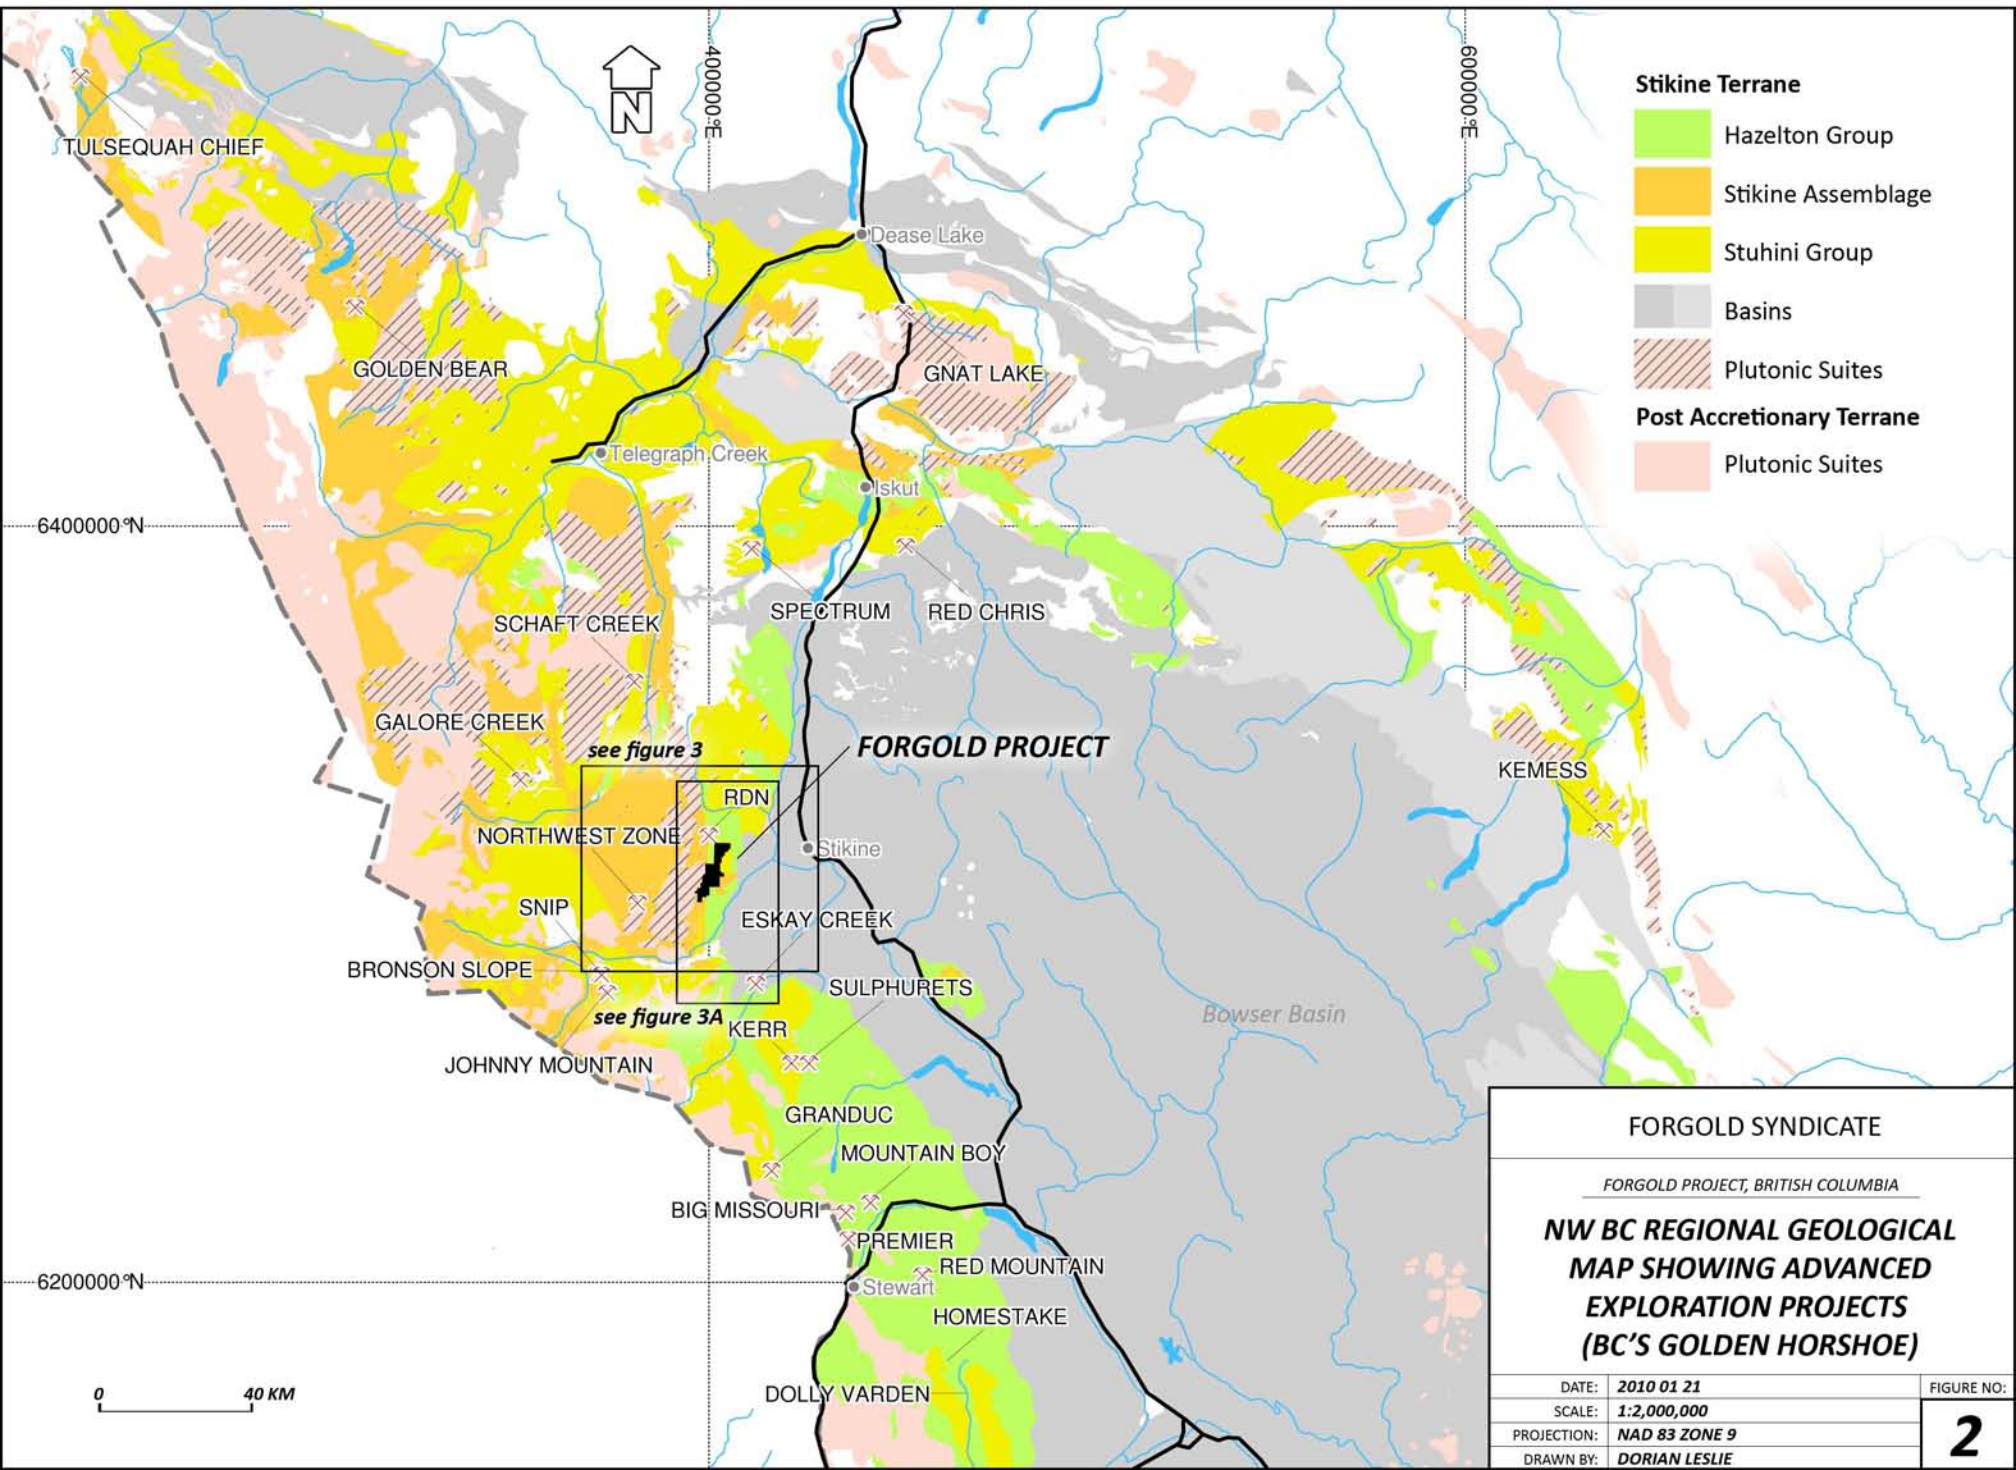 400000°E
600000°E
N
Stikine Terrane
Hazelton Group
Stikine Assemblage
Stuhini Group
Basins
Plutonic Suites
Post Accretionary Terrane
Plutonic Suites
TULSEQUAH CHIEF
Dease Lake
GOLDEN BEAR
GNAT LAKE
Telegraph Creek
Iskut
6400000°N
SCHAFT CREEK
SPECTRUM
RED CHRIS
GALORE CREEK
see figure 3
FORGOLD PROJECT
KEMESS
RDN
NORTHWEST ZONE
Stikine
SNIP
ESKAY CREEK
BRONSON SLOPE
SULPHURETS
see figure 3A
KERR
Bowser Basin
JOHNNY MOUNTAIN
GRANDUC
MOUNTAIN BOY
BIG MISSOURI
PREMIER
RED MOUNTAIN
6200000°N
Stewart
HOMESTAKE
DOLLY VARDEN
0 40 KM
FORGOLD SYNDICATE
FORGOLD PROJECT, BRITISH COLUMBIA
NW BC REGIONAL GEOLOGICAL
MAP SHOWING ADVANCED
EXPLORATION PROJECTS
(BC'S GOLDEN HORSHOE)
DATE: 2010 01 21
SCALE: 1:2,000,000
PROJECTION: NAD 83 ZONE 9
DRAWN BY: DORIAN LESLIE
FIGURE NO:
2